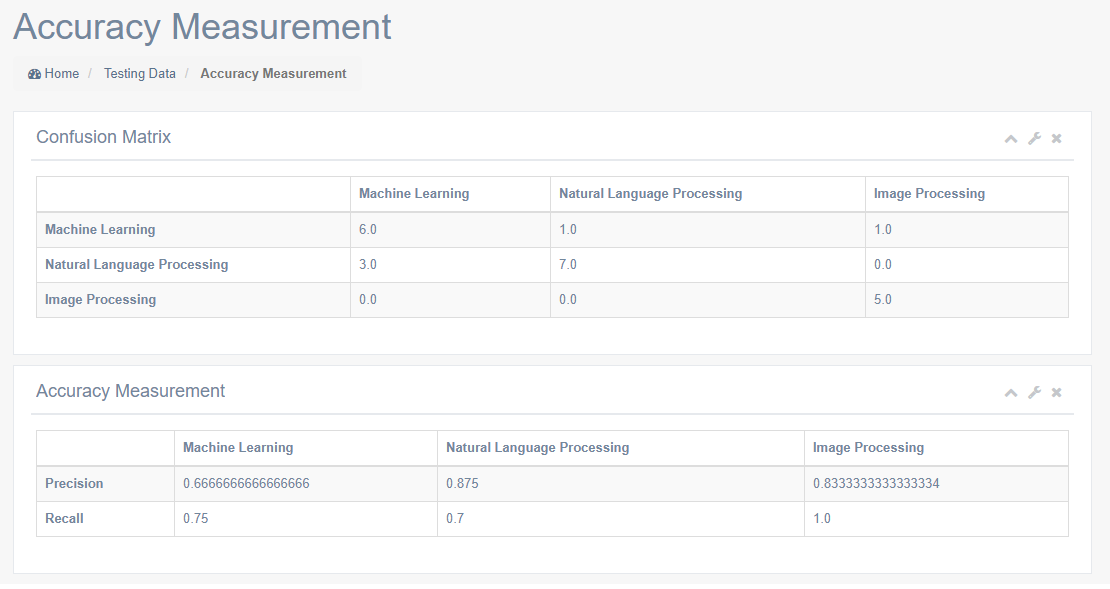 Accuracy Measurement
Home / Testing Data / Accuracy Measurement
Confusion Matrix
Machine Learning Natural Language Processing Image Processing
Machine Learning 6.0 1.0 1.0
Natural Language Processing 3.0 7.0 0.0
Image Processing 0.0 0.0 5.0
Accuracy Measurement
Machine Learning Natural Language Processing Image Processing
Precision 0.6666666666666666 0.875 0.8333333333333334
Recall 0.75 0.7 1.0